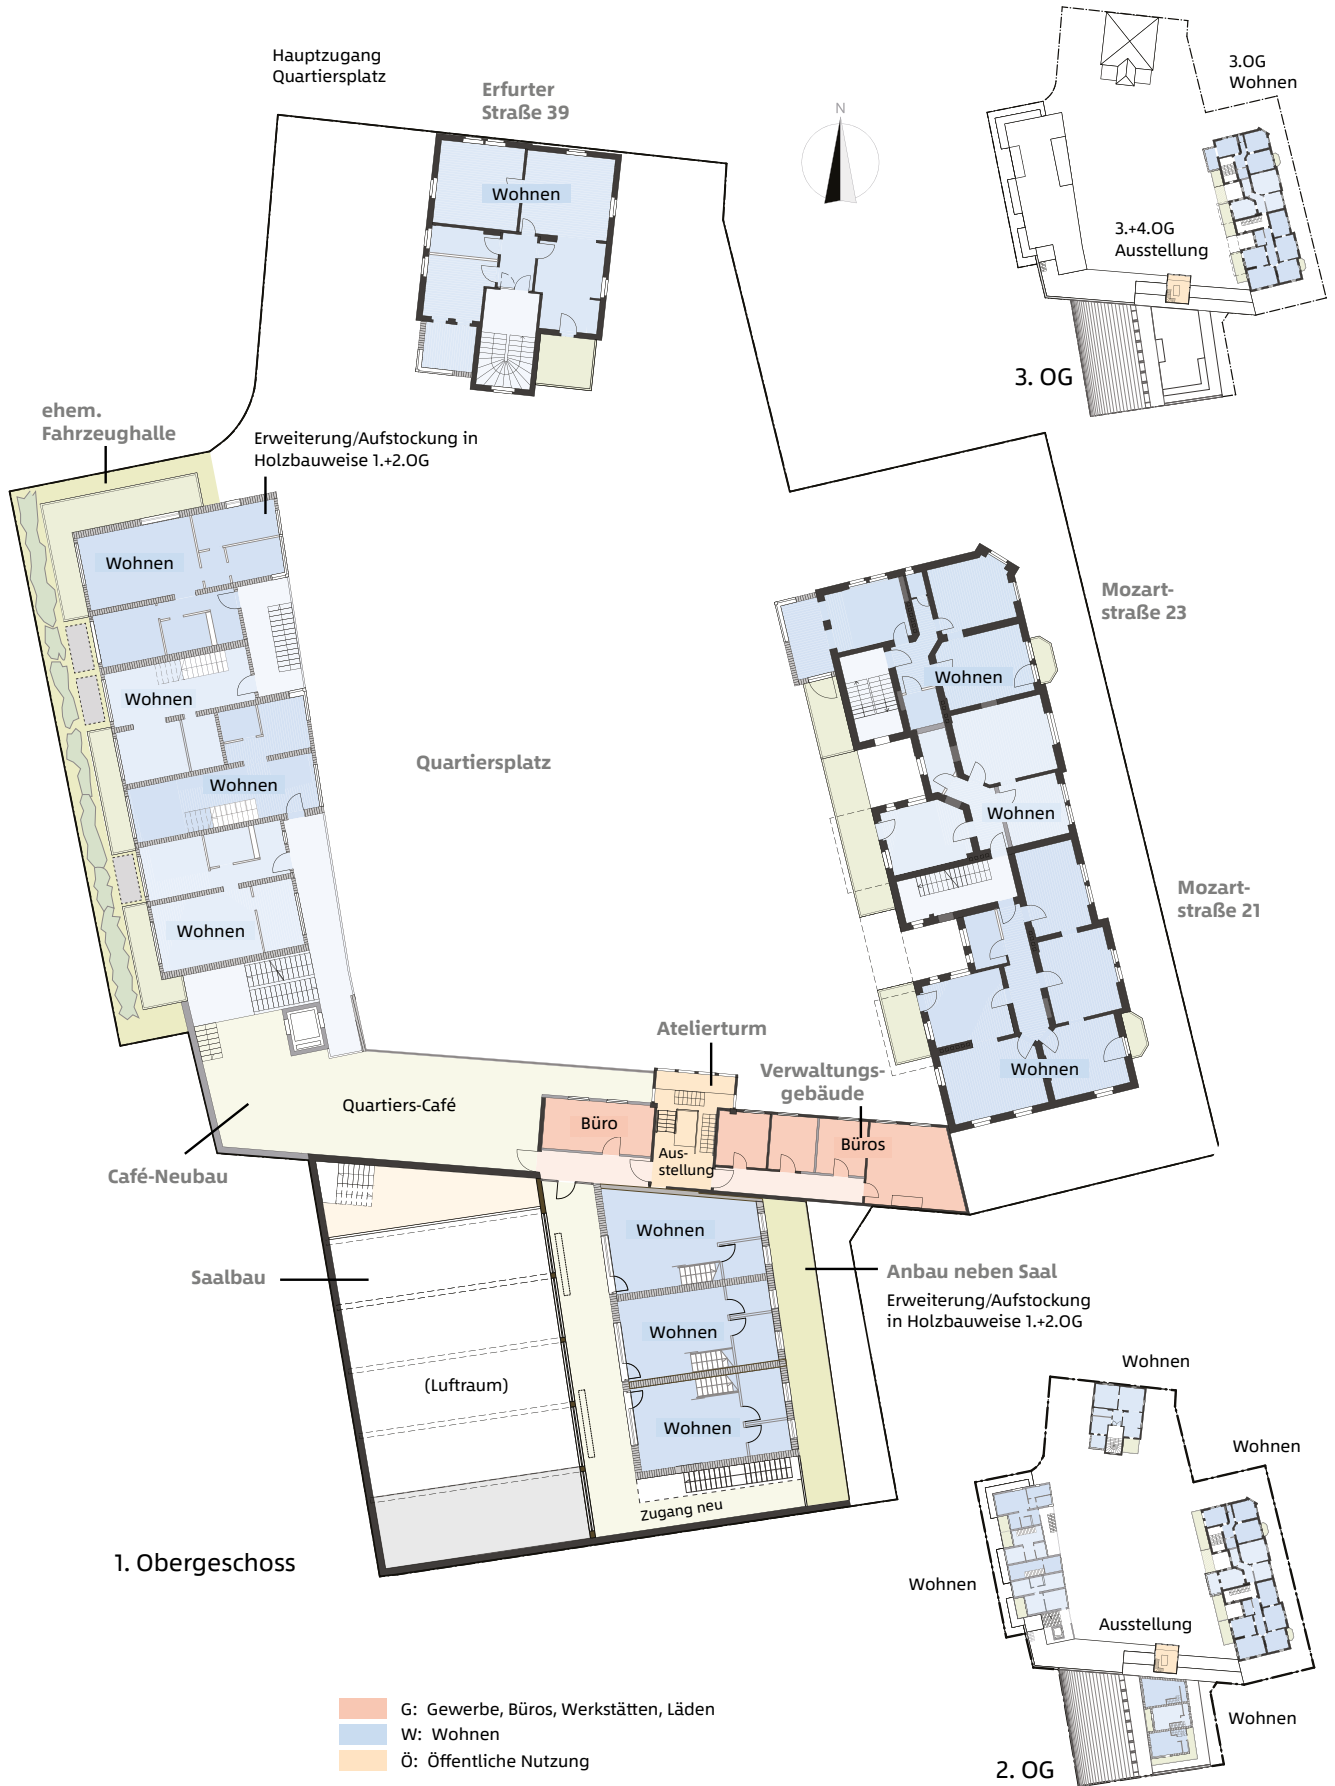 Hauptzugang
Quartiersplatz
Erfurter
Straße 39
N
3.OG
Wohnen
Wohnen
3.+4.OG
Ausstellung
3. OG
ehem.
Fahrzeughalle
Erweiterung/Aufstockung in
Holzbauweise 1.+2.OG
Wohnen
Mozart-
straße 23
Wohnen
Wohnen
Quartiersplatz
Wohnen
Wohnen
Mozart-
straße 21
Wohnen
Atelierturm
Verwaltungs-
gebäude
Wohnen
Quartiers-Café
Büro
Büros
Aus-
stellung
Café-Neubau
Wohnen
Saalbau
Anbau neben Saal
Erweiterung/Aufstockung
in Holzbauweise 1.+2.OG
Wohnen
(Luftraum)
Wohnen
Zugang neu
1. Obergeschoss
Wohnen
Wohnen
Wohnen
Ausstellung
Wohnen
2. OG
G: Gewerbe, Büros, Werkstätten, Läden
W: Wohnen
Ö: Öffentliche Nutzung